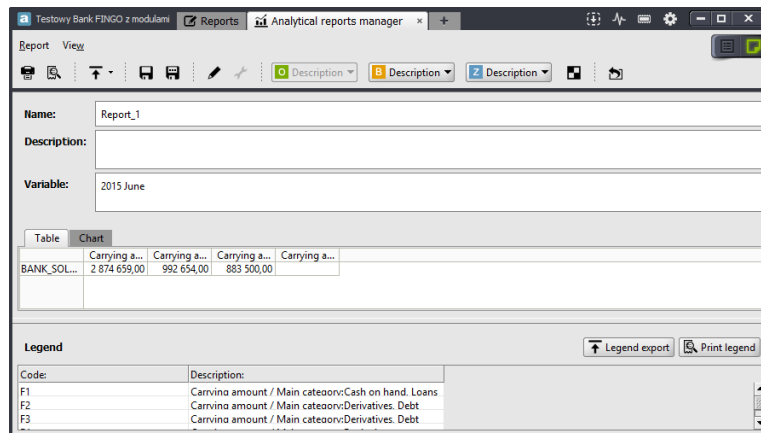 a Testowy Bank FINGO z modulami Reports Analytical reports manager × +
Report View
O Description B Description Z Description
Name: Report_1
Description:
Variable: 2015 June
Table Chart
Carrying a... Carrying a... Carrying a... Carrying a...
BANK_SOL... 2 874 659,00 992 654,00 883 500,00
Legend Legend export Print legend
Code: Description:
F1 Carrying amount / Main category:Cash on hand. Loans
F2 Carrying amount / Main category:Derivatives. Debt
F3 Carrying amount / Main category:Derivatives. Debt